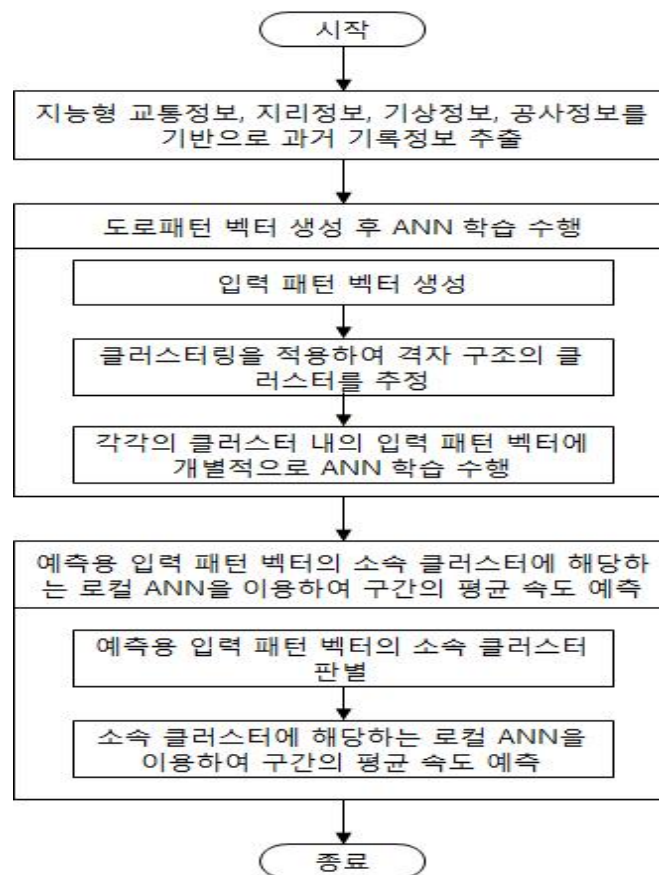 시작
지능형 교통정보, 지리정보, 기상정보, 공사정보를
기반으로 과거 기록정보 추출
도로패턴 벡터 생성 후 ANN 학습 수행
입력 패턴 벡터 생성
클러스터링을 적용하여 격자 구조의 클
러스터를 추정
각각의 클러스터 내의 입력 패턴 벡터에
개별적으로 ANN 학습 수행
예측용 입력 패턴 벡터의 소속 클러스터에 해당하
는 로컬 ANN을 이용하여 구간의 평균 속도 예측
예측용 입력 패턴 벡터의 소속 클러스터
판별
소속 클러스터에 해당하는 로컬 ANN을
이용하여 구간의 평균 속도 예측
종료